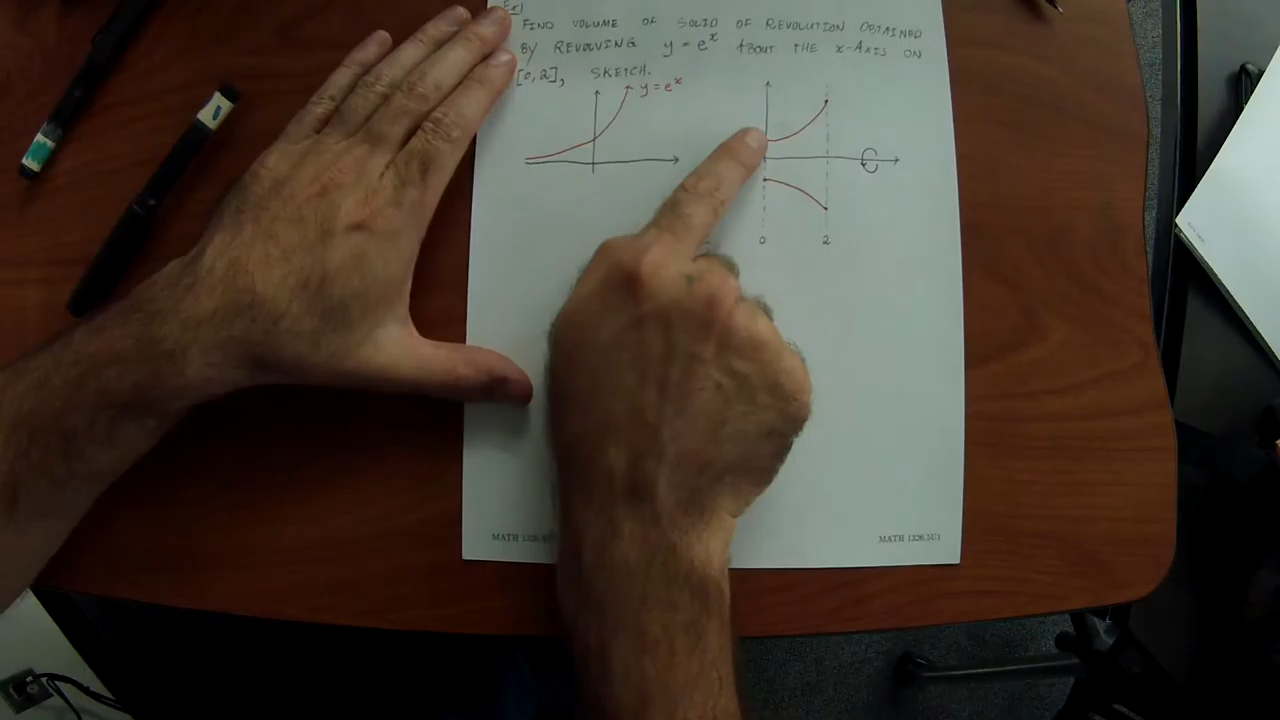 Ex)
FIND VOLUME OF SOLID OF REVOLUTION OBTAINED
BY REVOLVING y = e^x ABOUT THE x-AXIS ON
[0,2], SKETCH.
y = e^x
0 2
MATH 1326.5U1